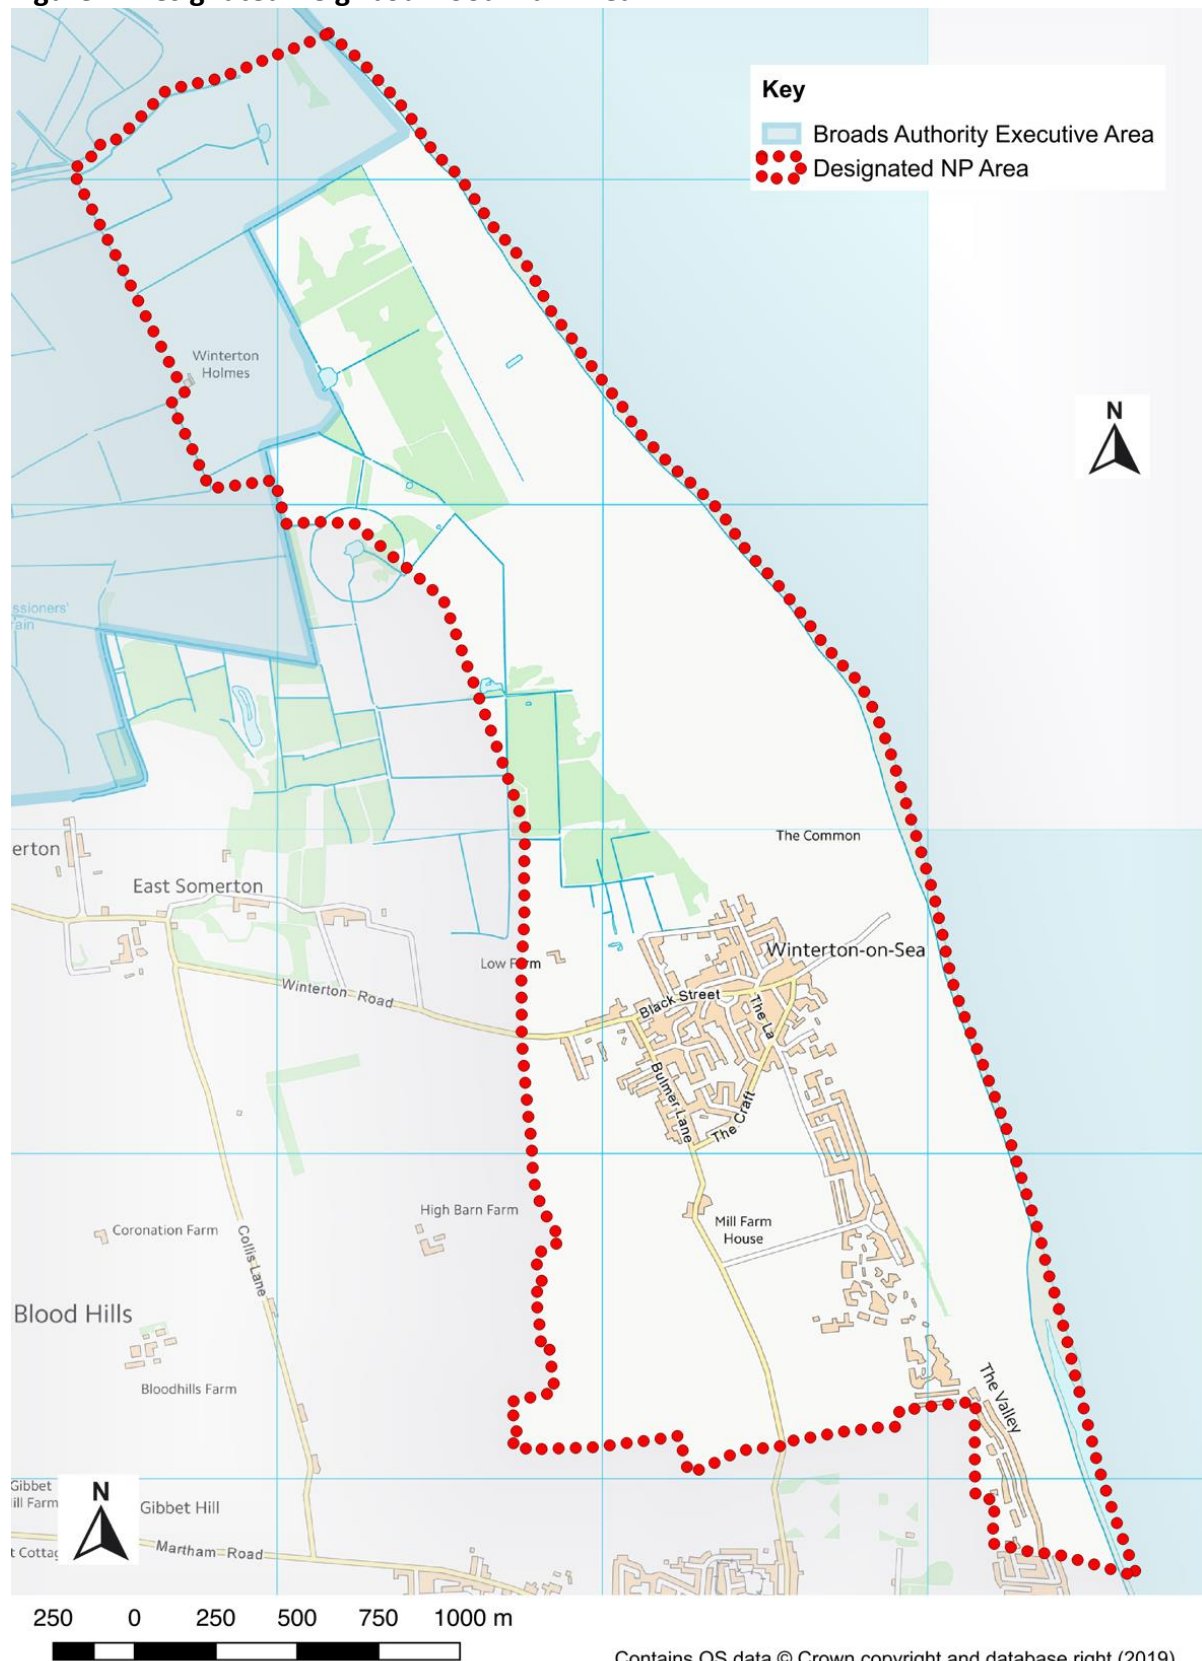 Key
Broads Authority Executive Area
Designated NP Area
Winterton
Holmes
N
ssioners'
ain
The Common
erton
East Somerton
Winterton-on-Sea
Low F rm
Winterton Road
Black Street
The La
Bulmer Lane
The Craft
High Barn Farm
Mill Farm
House
Coronation Farm
Collis Lane
Blood Hills
Bloodhills Farm
The Valley
Gibbet
ill Farm
N
Gibbet Hill
t Cottag
Martham Road
250 0 250 500 750 1000 m
Contains OS data © Crown copyright and database right (2019)